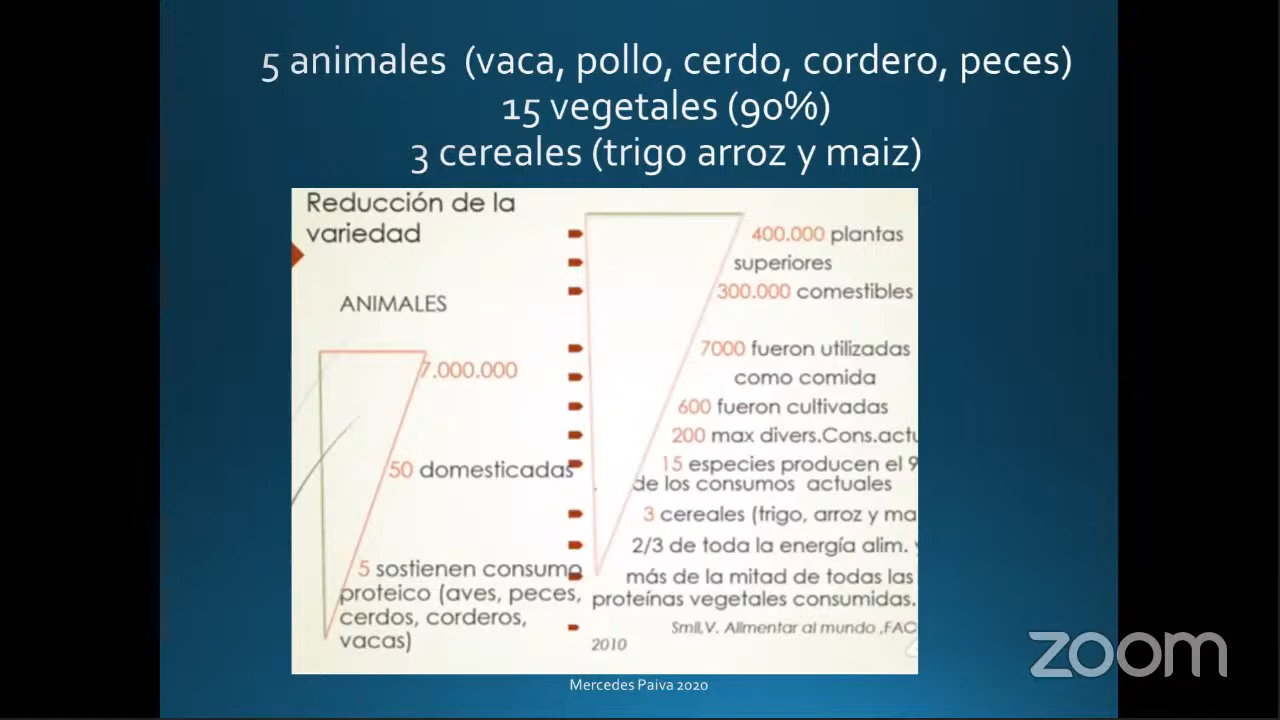 5 animales (vaca, pollo, cerdo, cordero, peces)
15 vegetales (90%)
3 cereales (trigo arroz y maiz)
Reducción de la
variedad
ANIMALES
7.000.000
50 domesticadas
5 sostienen consumo
proteico (aves, peces,
cerdos, corderos,
vacas)
400.000 plantas
superiores
300.000 comestibles
7000 fueron utilizadas
como comida
600 fueron cultivadas
200 max divers.Cons.actu
15 especies producen el 9
de los consumos actuales
3 cereales (trigo, arroz y ma
2/3 de toda la energía alim. y
más de la mitad de todas las
proteínas vegetales consumidas.
Smil,V. Alimentar al mundo ,FAO
2010
Mercedes Paiva 2020
zoom